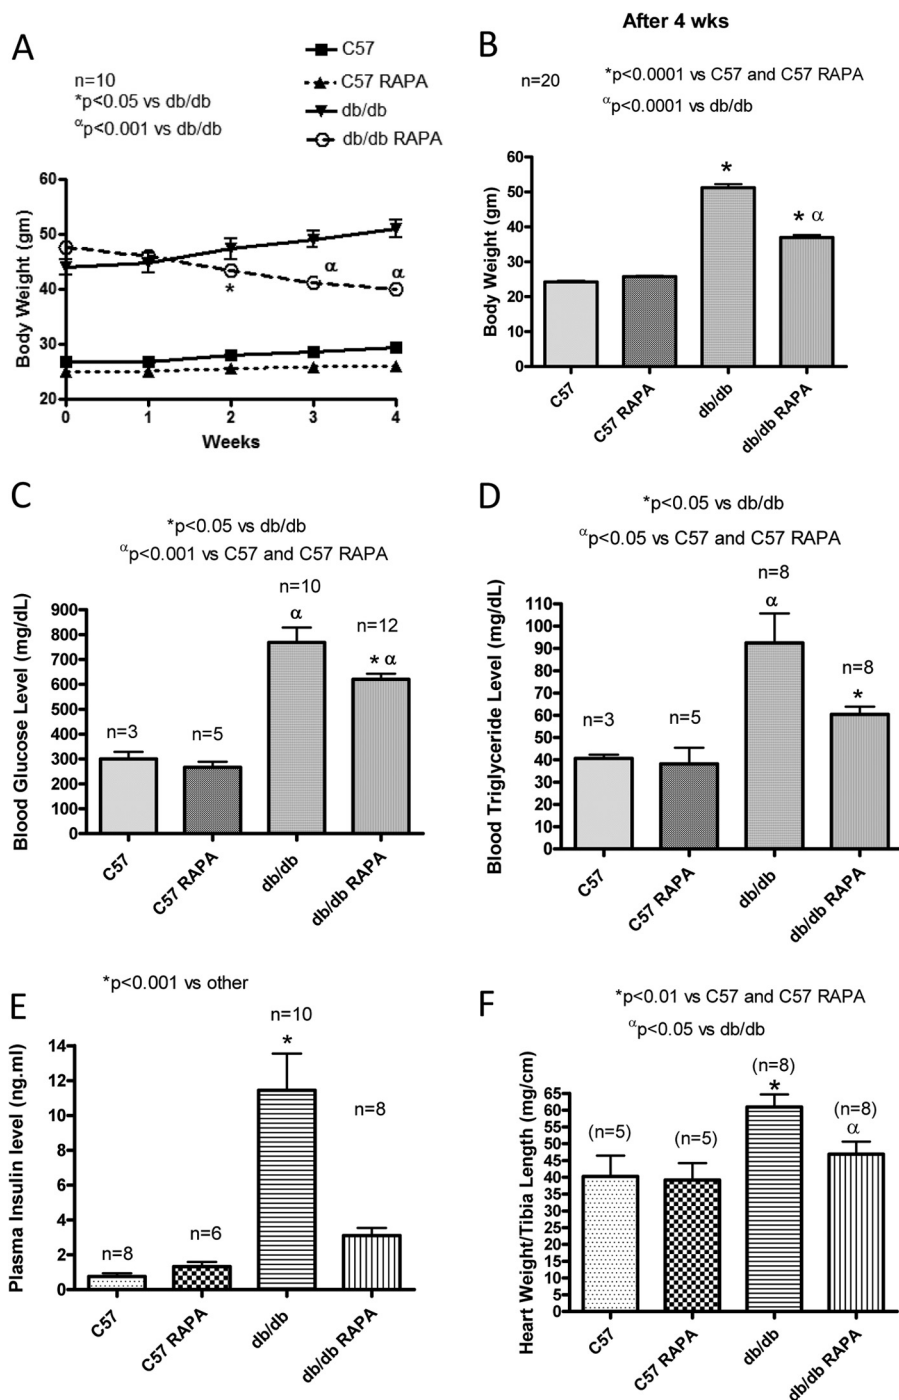 A
C57
C57 RAPA
db/db
db/db RAPA
n=10
*p<0.05 vs db/db
αp<0.001 vs db/db
Body Weight (gm)
60
50
40
30
20
α
α
*
0
1
2
3
4
Weeks
After 4 wks
B
n=20
*p<0.0001 vs C57 and C57 RAPA
αp<0.0001 vs db/db
Body Weight (gm)
60
50
40
30
20
10
0
*
* α
C57
C57 RAPA
db/db
db/db RAPA
C
*p<0.05 vs db/db
αp<0.001 vs C57 and C57 RAPA
Blood Glucose Level (mg/dL)
900
800
700
600
500
400
300
200
100
0
n=3
n=5
n=10
α
n=12
* α
C57
C57 RAPA
db/db
db/db RAPA
D
*p<0.05 vs db/db
αp<0.05 vs C57 and C57 RAPA
Blood Triglyceride Level (mg/dL)
110
100
90
80
70
60
50
40
30
20
10
0
n=3
n=5
n=8
α
n=8
*
C57
C57 RAPA
db/db
db/db RAPA
E
*p<0.001 vs other
Plasma Insulin level (ng.ml)
14
12
10
8
6
4
2
0
n=8
n=6
n=10
*
n=8
C57
C57 RAPA
db/db
db/db RAPA
F
*p<0.01 vs C57 and C57 RAPA
αp<0.05 vs db/db
Heart Weight/Tibia Length (mg/cm)
65
60
55
50
45
40
35
30
25
20
15
10
5
0
(n=5)
(n=5)
(n=8)
*
(n=8)
α
C57
C57 RAPA
db/db
db/db RAPA